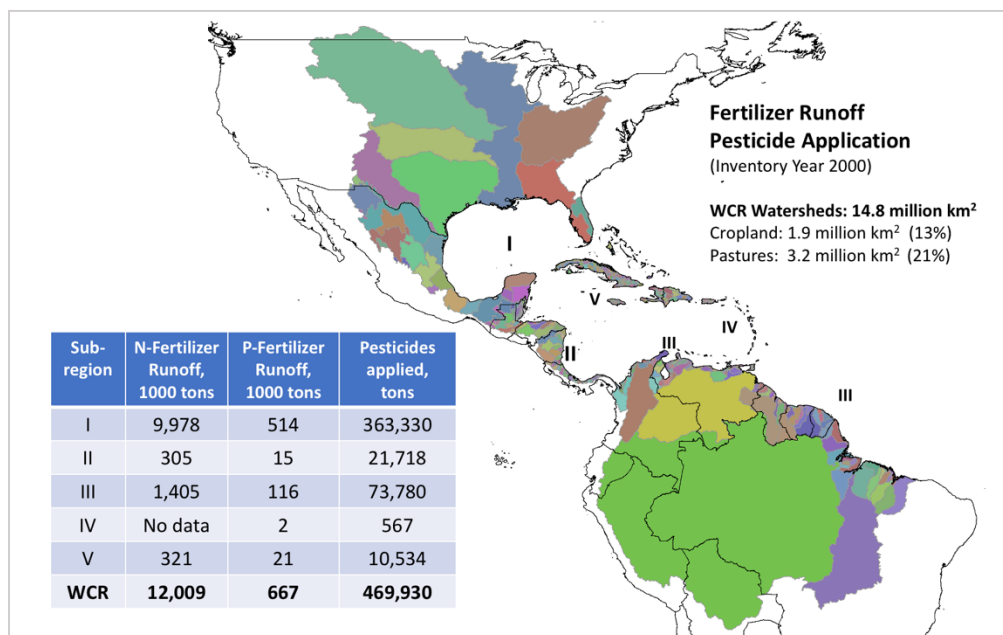 Fertilizer Runoff
Pesticide Application
(Inventory Year 2000)
WCR Watersheds: 14.8 million km²
Cropland: 1.9 million km² (13%)
Pastures: 3.2 million km² (21%)
I
V
IV
III
II
III
Sub-region N-Fertilizer Runoff, 1000 tons P-Fertilizer Runoff, 1000 tons Pesticides applied, tons
I 9,978 514 363,330
II 305 15 21,718
III 1,405 116 73,780
IV No data 2 567
V 321 21 10,534
WCR 12,009 667 469,930